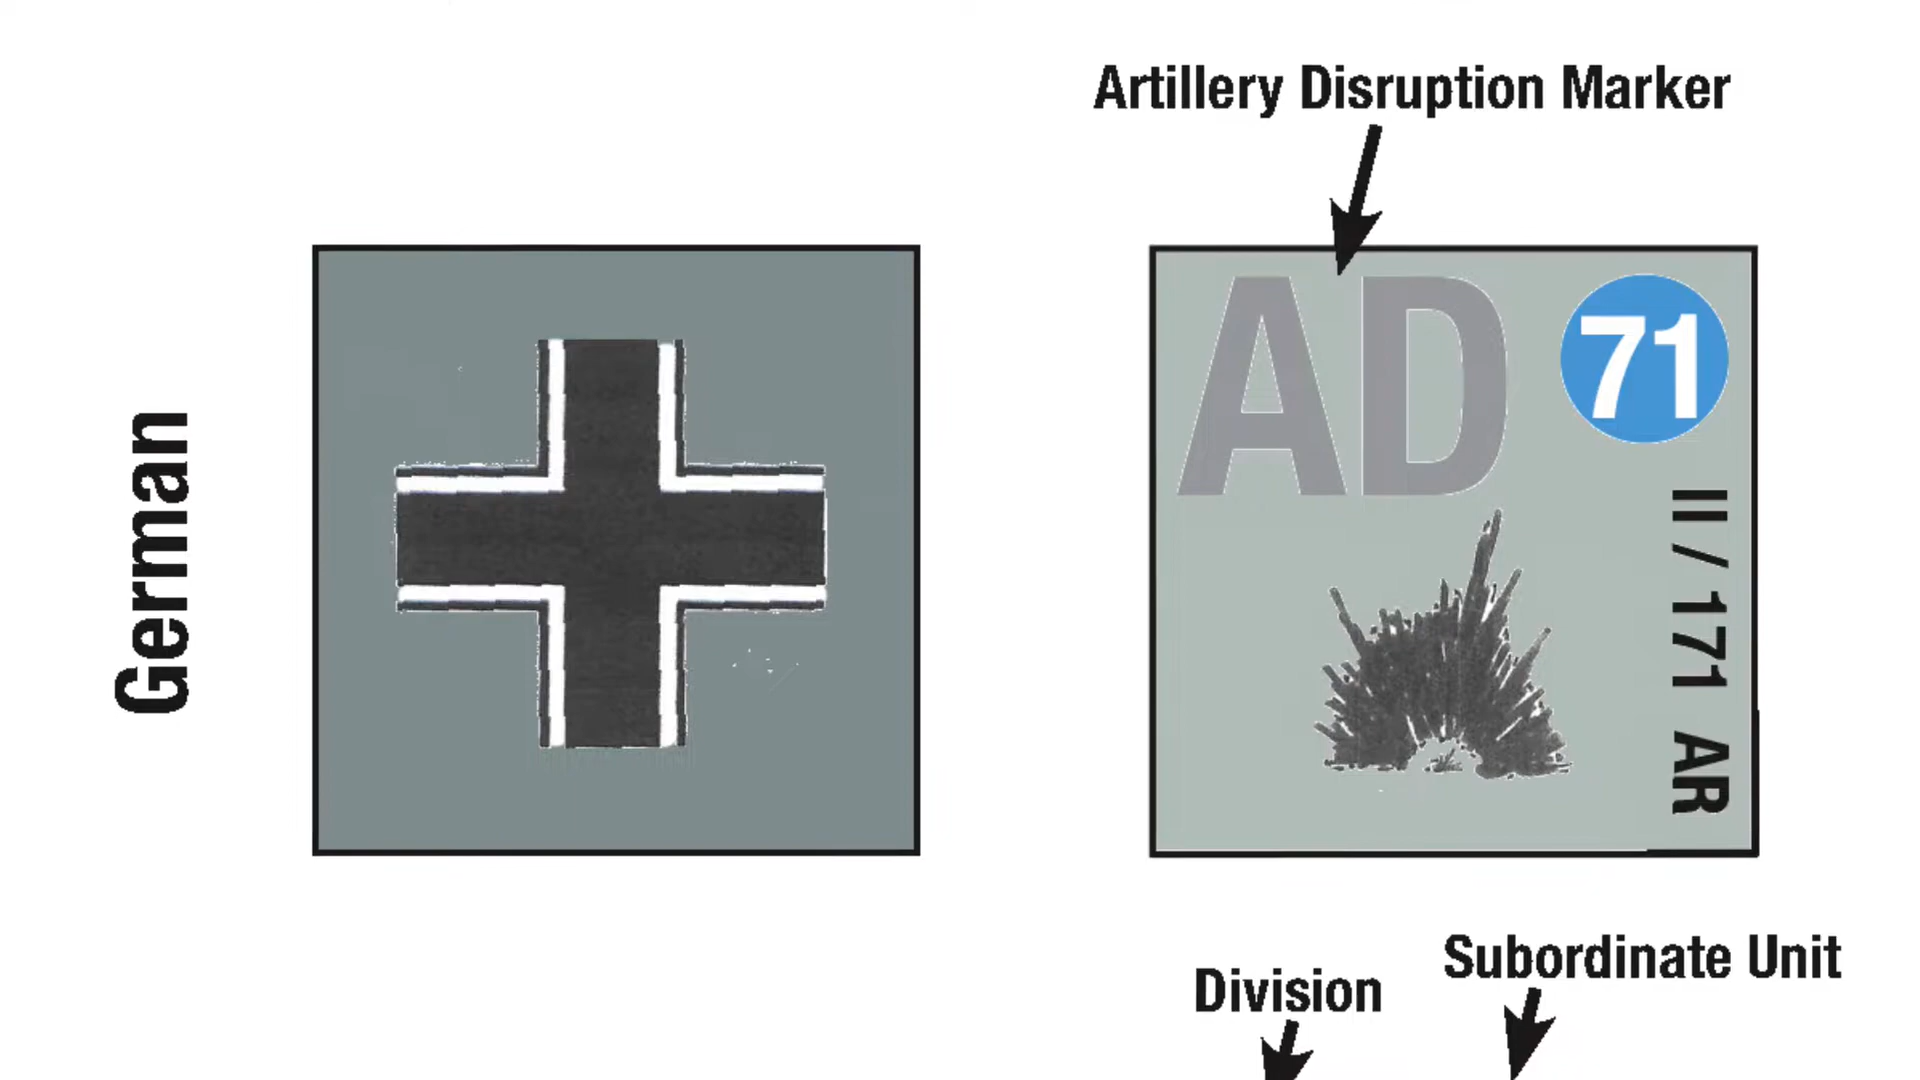 Artillery Disruption Marker
German
AD
71
II / 171 AR
Subordinate Unit
Division